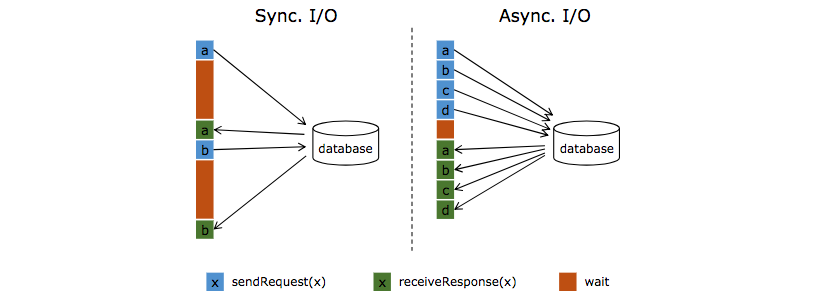 Sync. I/O
a
a
b
b
database
Async. I/O
a
b
c
d
a
b
c
d
database
x sendRequest(x)
x receiveResponse(x)
wait